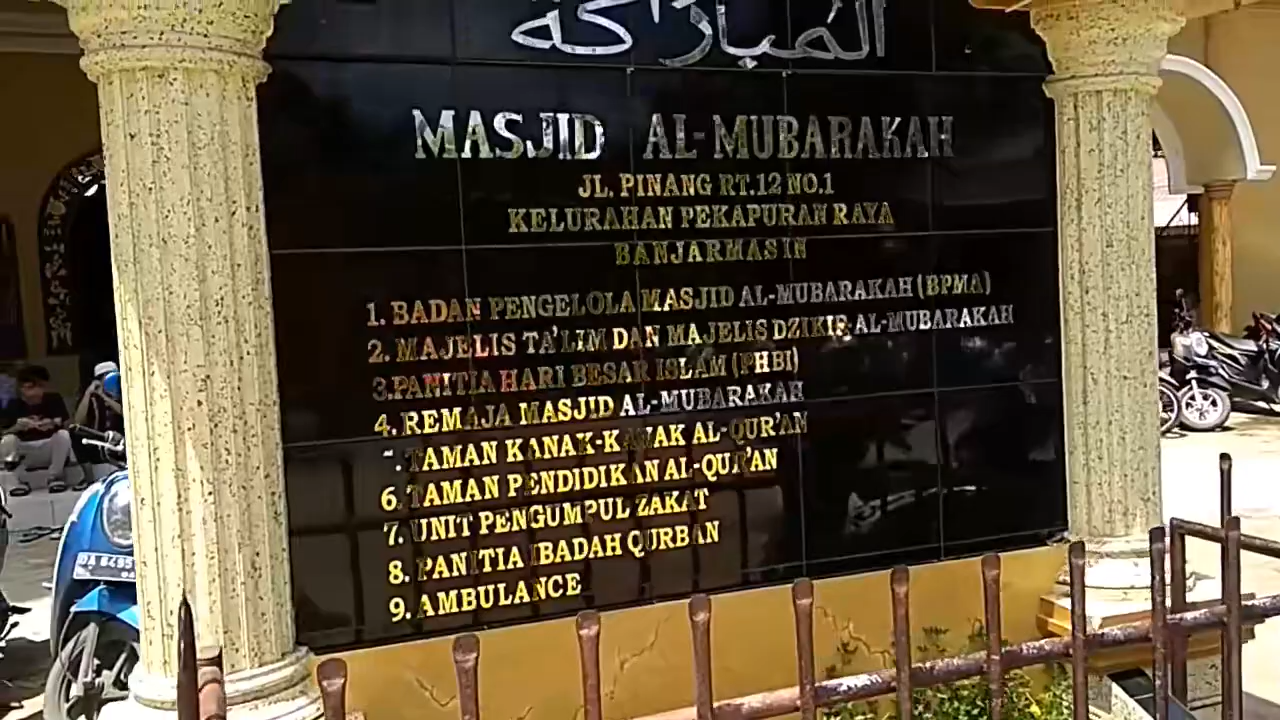 المباركة
MASJID AL-MUBARAKAH
JL. PINANG RT.12 NO.1
KELURAHAN PEKAPURAN RAYA
BANJARMASIN
1. BADAN PENGELOLA MASJID AL-MUBARAKAH (BPMA)
2. MAJELIS TA'LIM DAN MAJELIS DZIKIR AL-MUBARAKAH
3.PANITIA HARI BESAR ISLAM (PHBI)
4. REMAJA MASJID AL-MUBARAKAH
TAMAN KANAK-KANAK AL-QUR'AN
6. TAMAN PENDIDIKAN AL-QUR'AN
7. UNIT PENGUMPUL ZAKAT
8. PANITIA IBADAH QURBAN
9. AMBULANCE